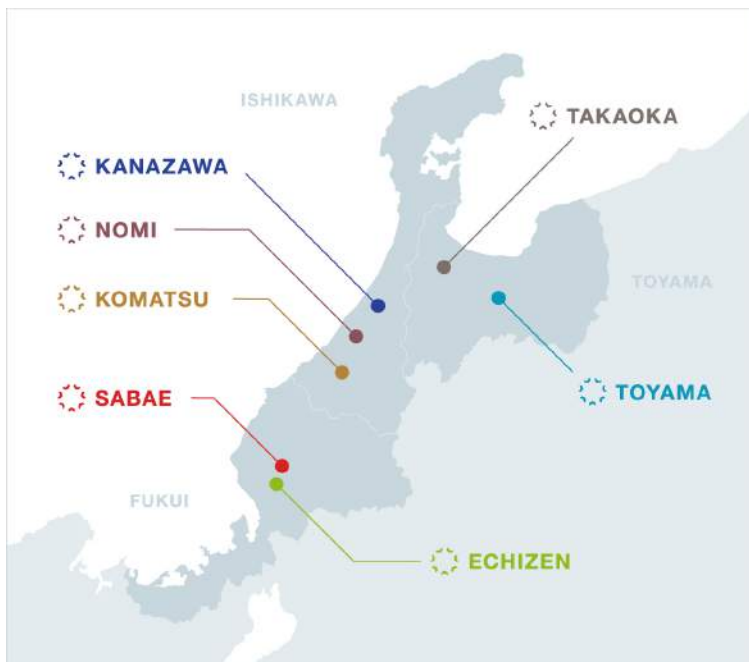 ISHIKAWA
TAKAOKA
KANAZAWA
NOMI
TOYAMA
KOMATSU
SABAE
TOYAMA
FUKUI
ECHIZEN